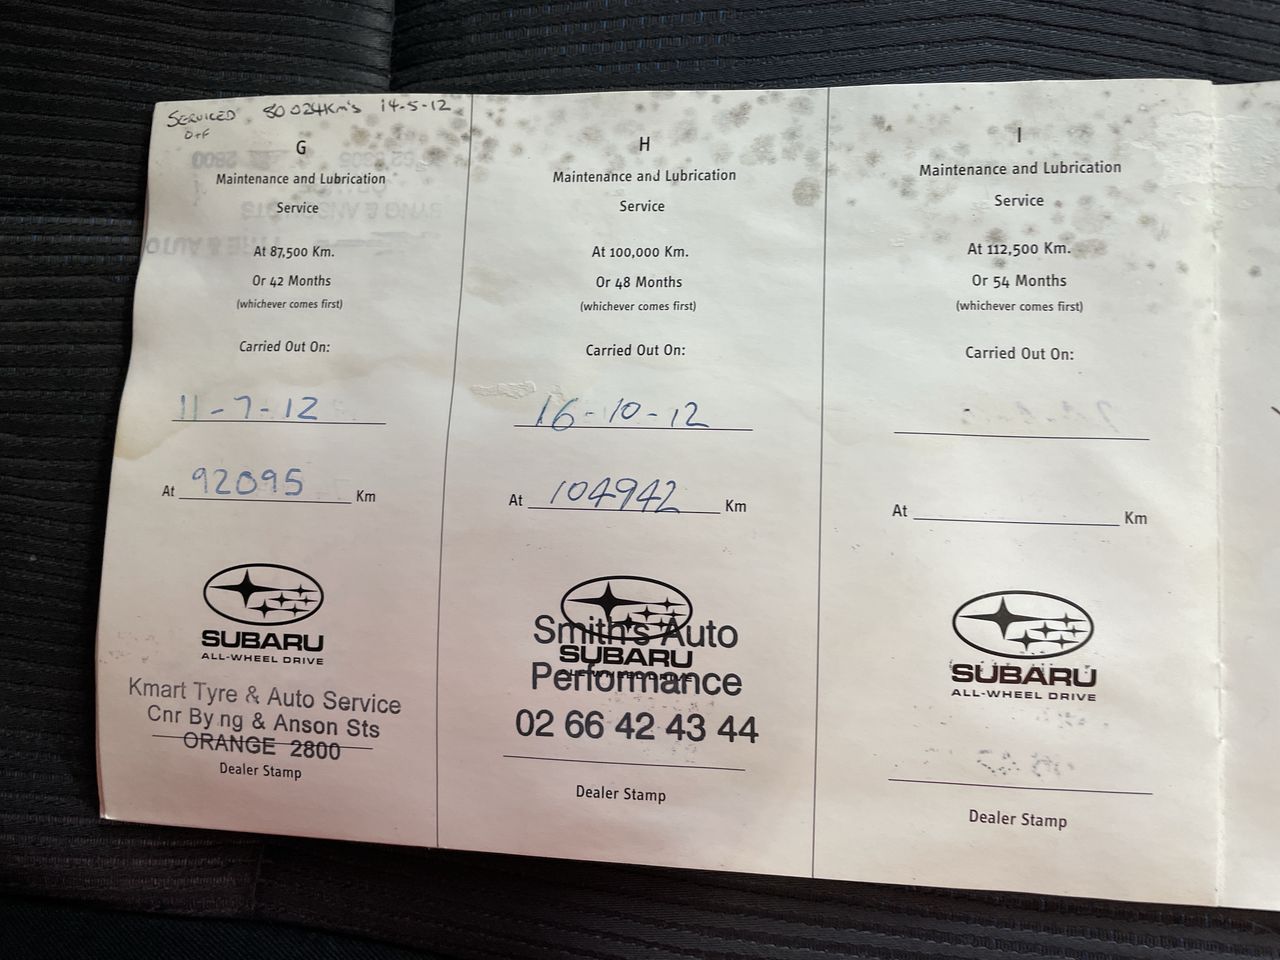 SERVICED 80 024Km's 14-5-12
G
Maintenance and Lubrication
Service
At 87,500 Km.
Or 42 Months
(whichever comes first)
Carried Out On:
11-7-12
At 92095 Km
SUBARU
ALL-WHEEL DRIVE
Kmart Tyre & Auto Service
Cnr By ng & Anson Sts
ORANGE 2800
Dealer Stamp
H
Maintenance and Lubrication
Service
At 100,000 Km.
Or 48 Months
(whichever comes first)
Carried Out On:
16-10-12
At 104942 Km
SUBARU
ALL-WHEEL DRIVE
Smith's Auto
Performance
02 66 42 43 44
Dealer Stamp
I
Maintenance and Lubrication
Service
At 112,500 Km.
Or 54 Months
(whichever comes first)
Carried Out On:
At Km
SUBARU
ALL-WHEEL DRIVE
Dealer Stamp